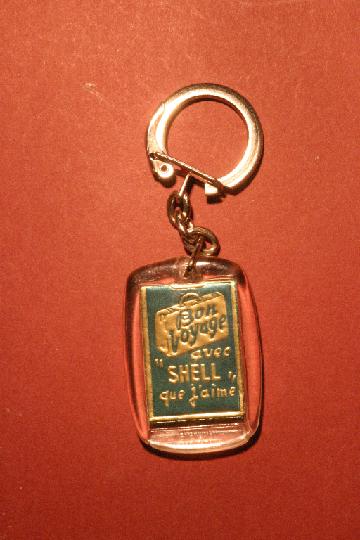 Bon
Voyage
avec
"SHELL"
que j'aime